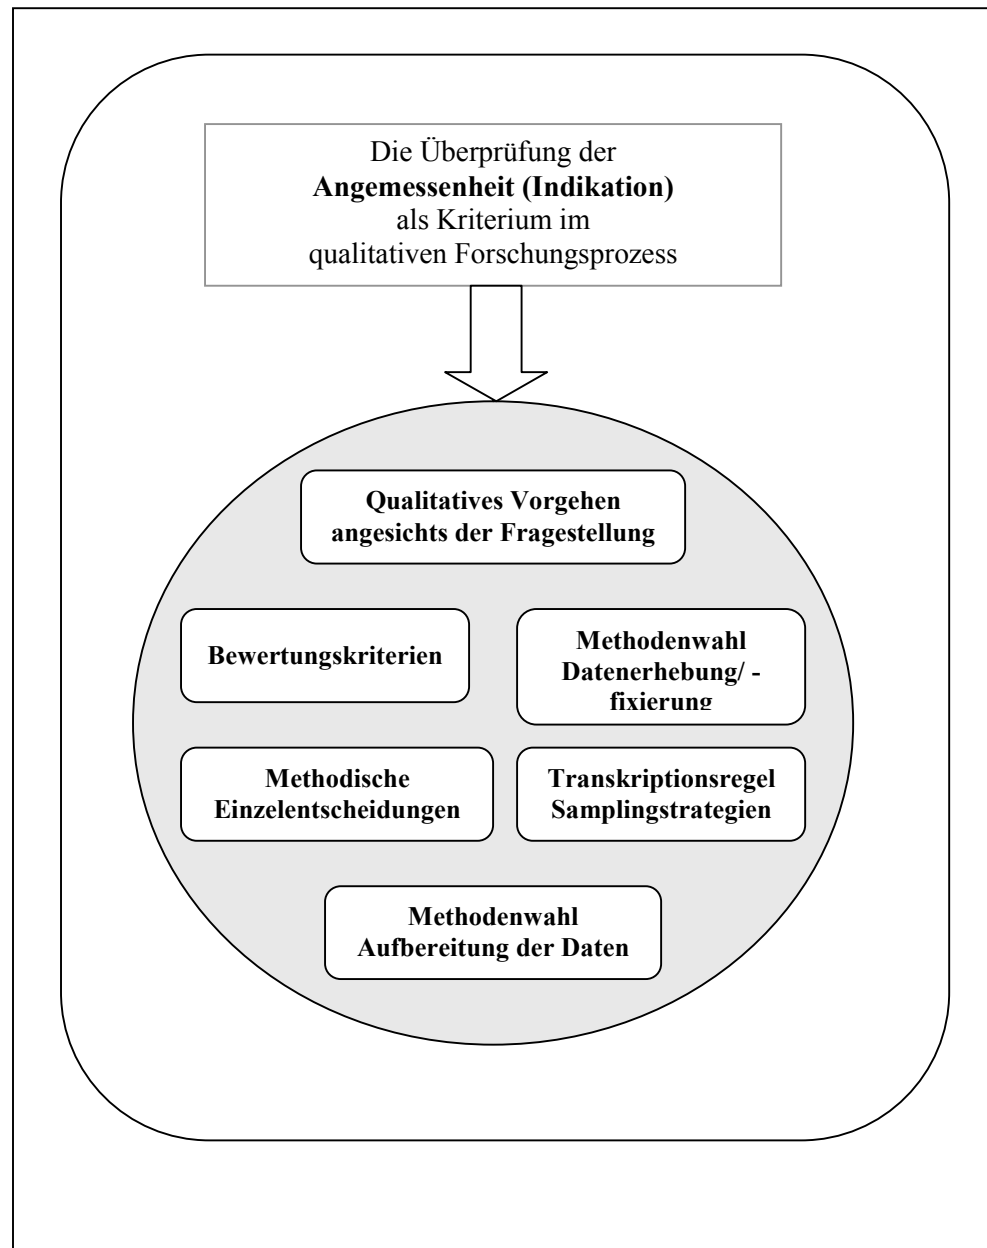 Die Überprüfung der
Angemessenheit (Indikation)
als Kriterium im
qualitativen Forschungsprozess
Qualitatives Vorgehen
angesichts der Fragestellung
Bewertungskriterien
Methodenwahl
Datenerhebung/ -
fixierung
Methodische
Einzelentscheidungen
Transkriptionsregel
Samplingstrategien
Methodenwahl
Aufbereitung der Daten